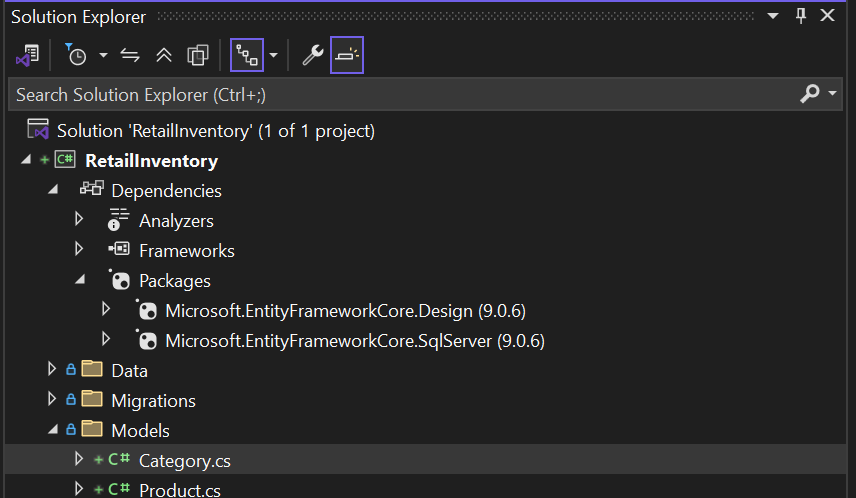 Solution Explorer
Search Solution Explorer (Ctrl+;)
Solution 'RetailInventory' (1 of 1 project)
C# RetailInventory
Dependencies
Analyzers
Frameworks
Packages
Microsoft.EntityFrameworkCore.Design (9.0.6)
Microsoft.EntityFrameworkCore.SqlServer (9.0.6)
Data
Migrations
Models
C# Category.cs
C# Product.cs